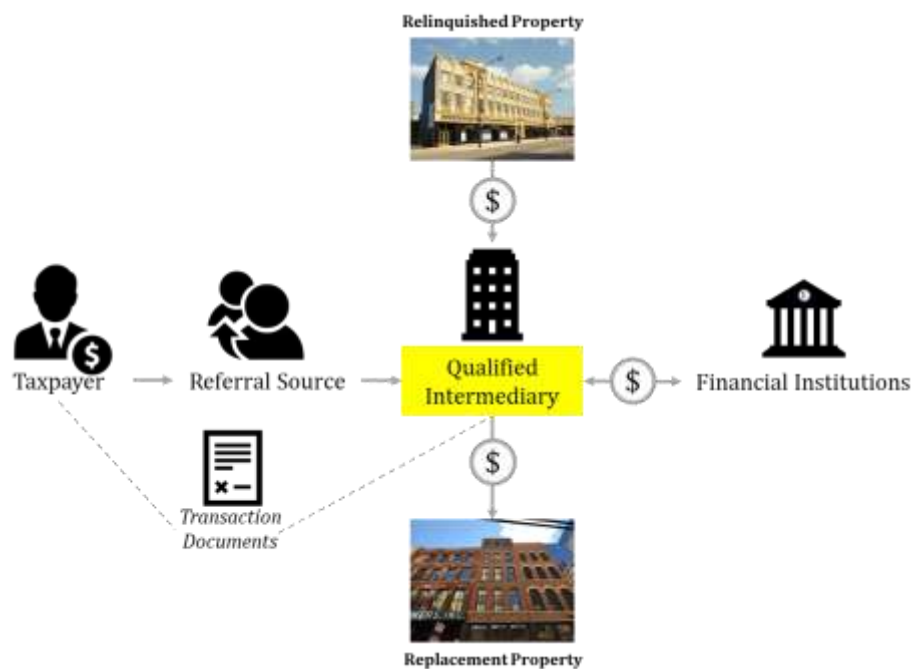 Relinquished Property
$
$
Taxpayer
Referral Source
Qualified
Intermediary
$
Financial Institutions
$
Transaction
Documents
Replacement Property